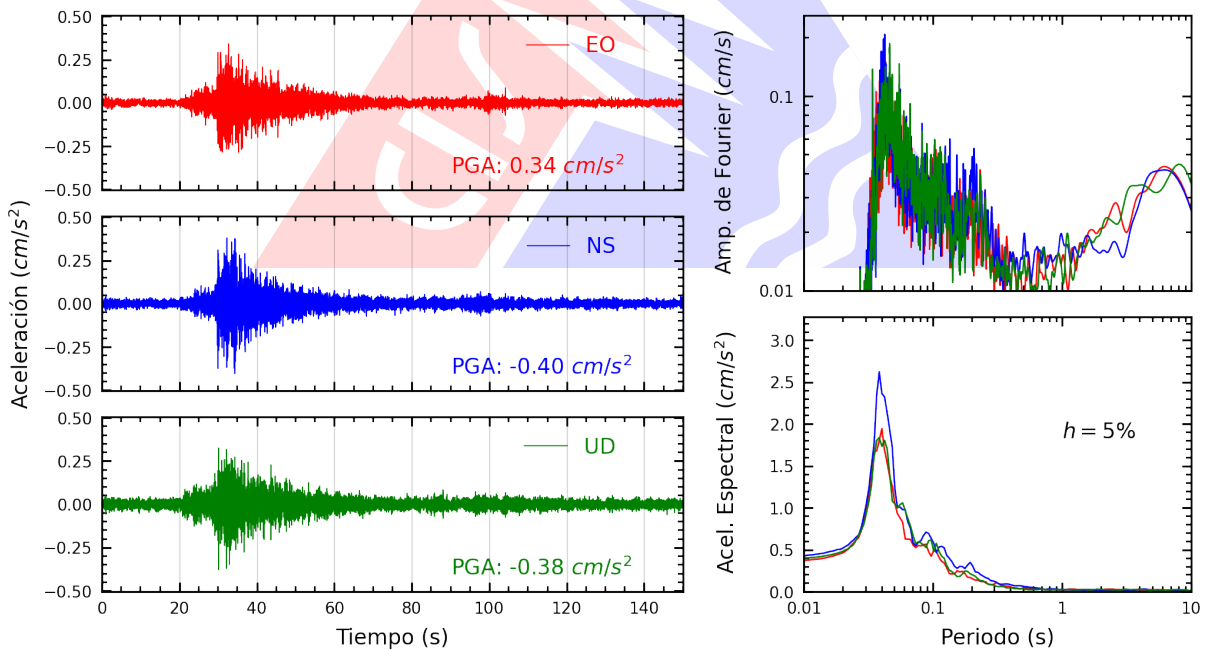 0.50
0.25
0.00
−0.25
−0.50
EO
PGA: 0.34 cm/s²
0.50
0.25
0.00
−0.25
−0.50
NS
PGA: -0.40 cm/s²
Aceleración (cm/s²)
0.50
0.25
0.00
−0.25
−0.50
UD
PGA: -0.38 cm/s²
0 20 40 60 80 100 120 140
Tiempo (s)
Amp. de Fourier (cm/s)
0.1
0.01
Acel. Espectral (cm/s²)
3.0
2.5
2.0
1.5
1.0
0.5
0.0
h = 5%
0.01 0.1 1 10
Periodo (s)